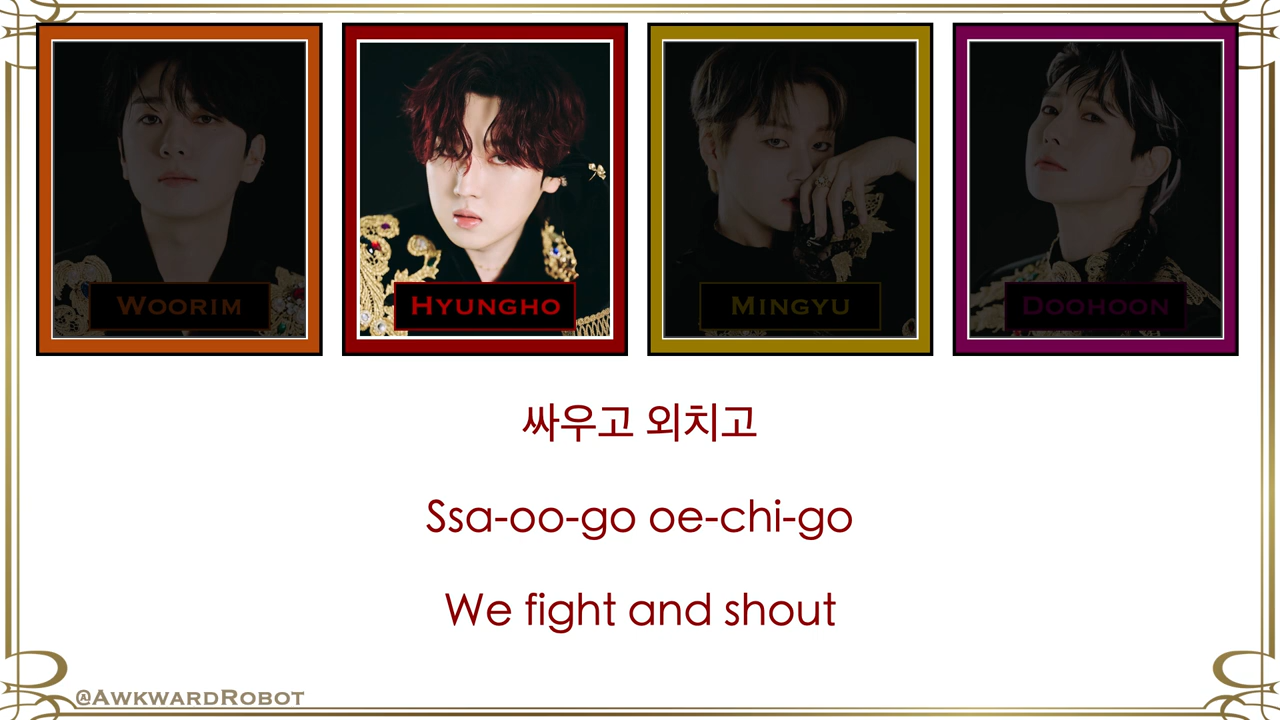 WOORIM
HYUNGHO
MINGYU
DOOHOON
싸우고 외치고
Ssa-oo-go oe-chi-go
We fight and shout
@AWKWARDROBOT